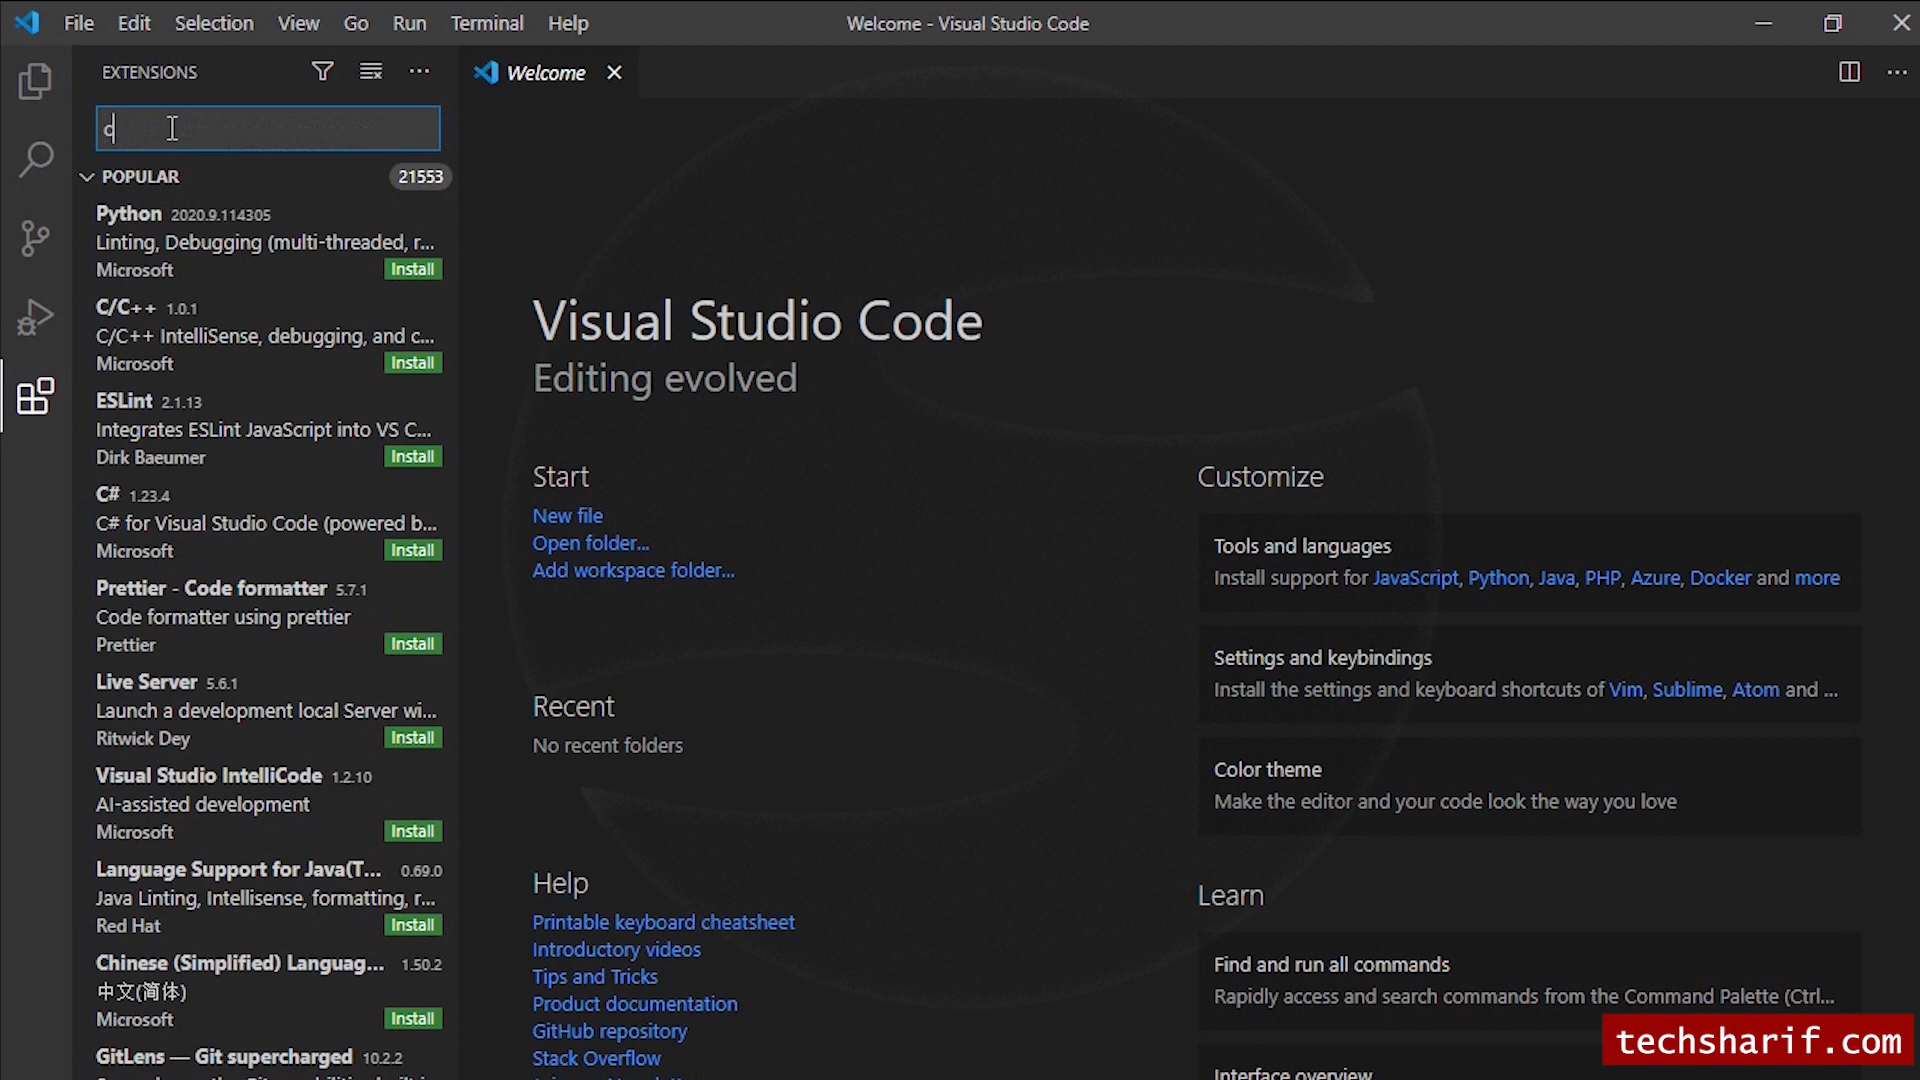 File Edit Selection View Go Run Terminal Help
Welcome - Visual Studio Code
EXTENSIONS
Welcome
c
POPULAR 21553
Python 2020.9.114305
Linting, Debugging (multi-threaded, r...
Microsoft Install
C/C++ 1.0.1
C/C++ IntelliSense, debugging, and c...
Microsoft Install
ESLint 2.1.13
Integrates ESLint JavaScript into VS C...
Dirk Baeumer Install
C# 1.23.4
C# for Visual Studio Code (powered b...
Microsoft Install
Prettier - Code formatter 5.7.1
Code formatter using prettier
Prettier Install
Live Server 5.6.1
Launch a development local Server wi...
Ritwick Dey Install
Visual Studio IntelliCode 1.2.10
AI-assisted development
Microsoft Install
Language Support for Java(T... 0.69.0
Java Linting, Intellisense, formatting, r...
Red Hat Install
Chinese (Simplified) Languag... 1.50.2
中文(简体)
Microsoft Install
GitLens — Git supercharged 10.2.2
Visual Studio Code
Editing evolved
Start
New file
Open folder...
Add workspace folder...
Recent
No recent folders
Help
Printable keyboard cheatsheet
Introductory videos
Tips and Tricks
Product documentation
GitHub repository
Stack Overflow
Customize
Tools and languages
Install support for JavaScript, Python, Java, PHP, Azure, Docker and more
Settings and keybindings
Install the settings and keyboard shortcuts of Vim, Sublime, Atom and ...
Color theme
Make the editor and your code look the way you love
Learn
Find and run all commands
Rapidly access and search commands from the Command Palette (Ctrl...
Interface overview
techsharif.com